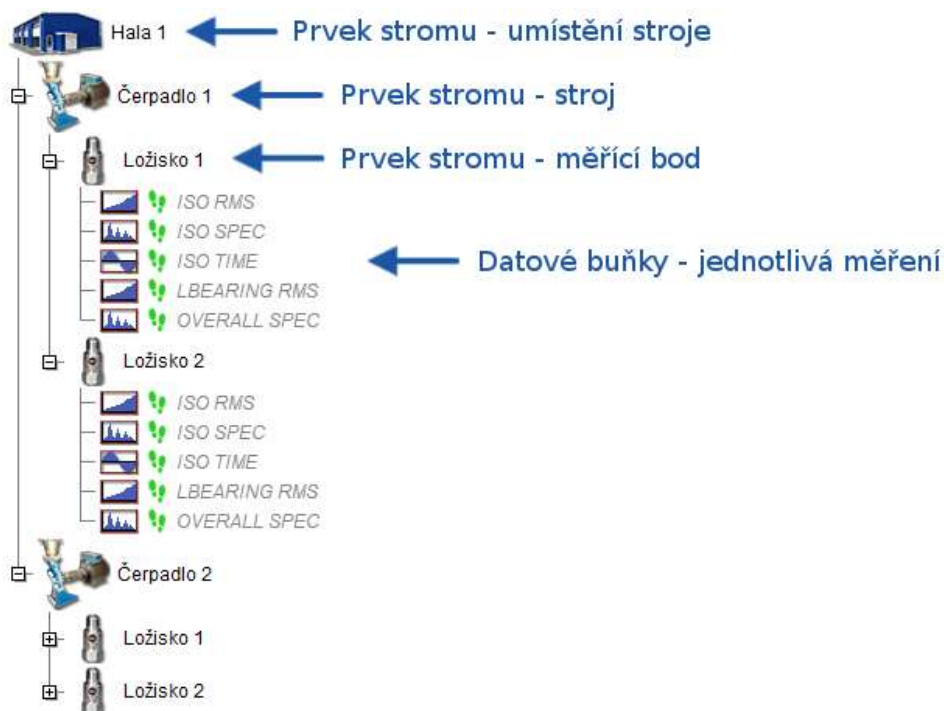 Hala 1 Prvek stromu - umístění stroje
Čerpadlo 1 Prvek stromu - stroj
Ložisko 1 Prvek stromu - měřící bod
ISO RMS
ISO SPEC
ISO TIME Datové buňky - jednotlivá měření
LBEARING RMS
OVERALL SPEC
Ložisko 2
ISO RMS
ISO SPEC
ISO TIME
LBEARING RMS
OVERALL SPEC
Čerpadlo 2
Ložisko 1
Ložisko 2